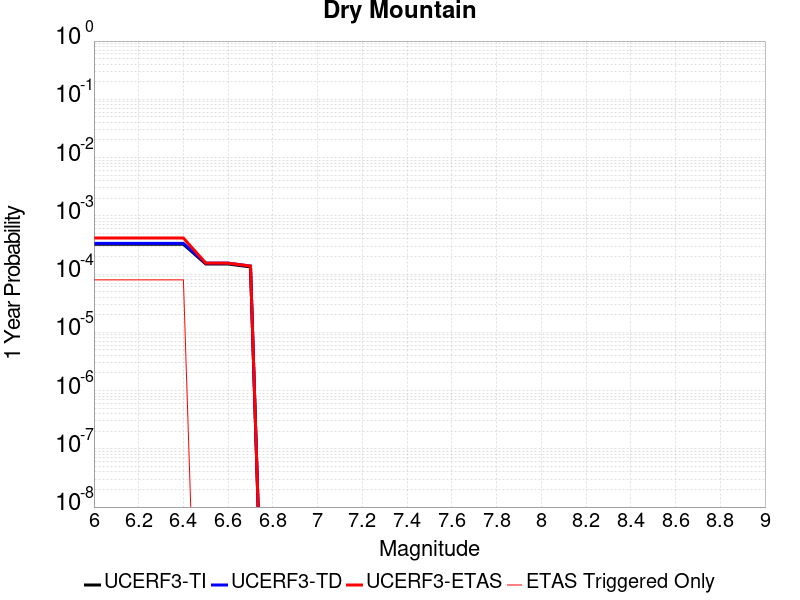 Dry Mountain
1 Year Probability
10^0
10^-1
10^-2
10^-3
10^-4
10^-5
10^-6
10^-7
10^-8
6 6.2 6.4 6.6 6.8 7 7.2 7.4 7.6 7.8 8 8.2 8.4 8.6 8.8 9
Magnitude
UCERF3-TI UCERF3-TD UCERF3-ETAS ETAS Triggered Only